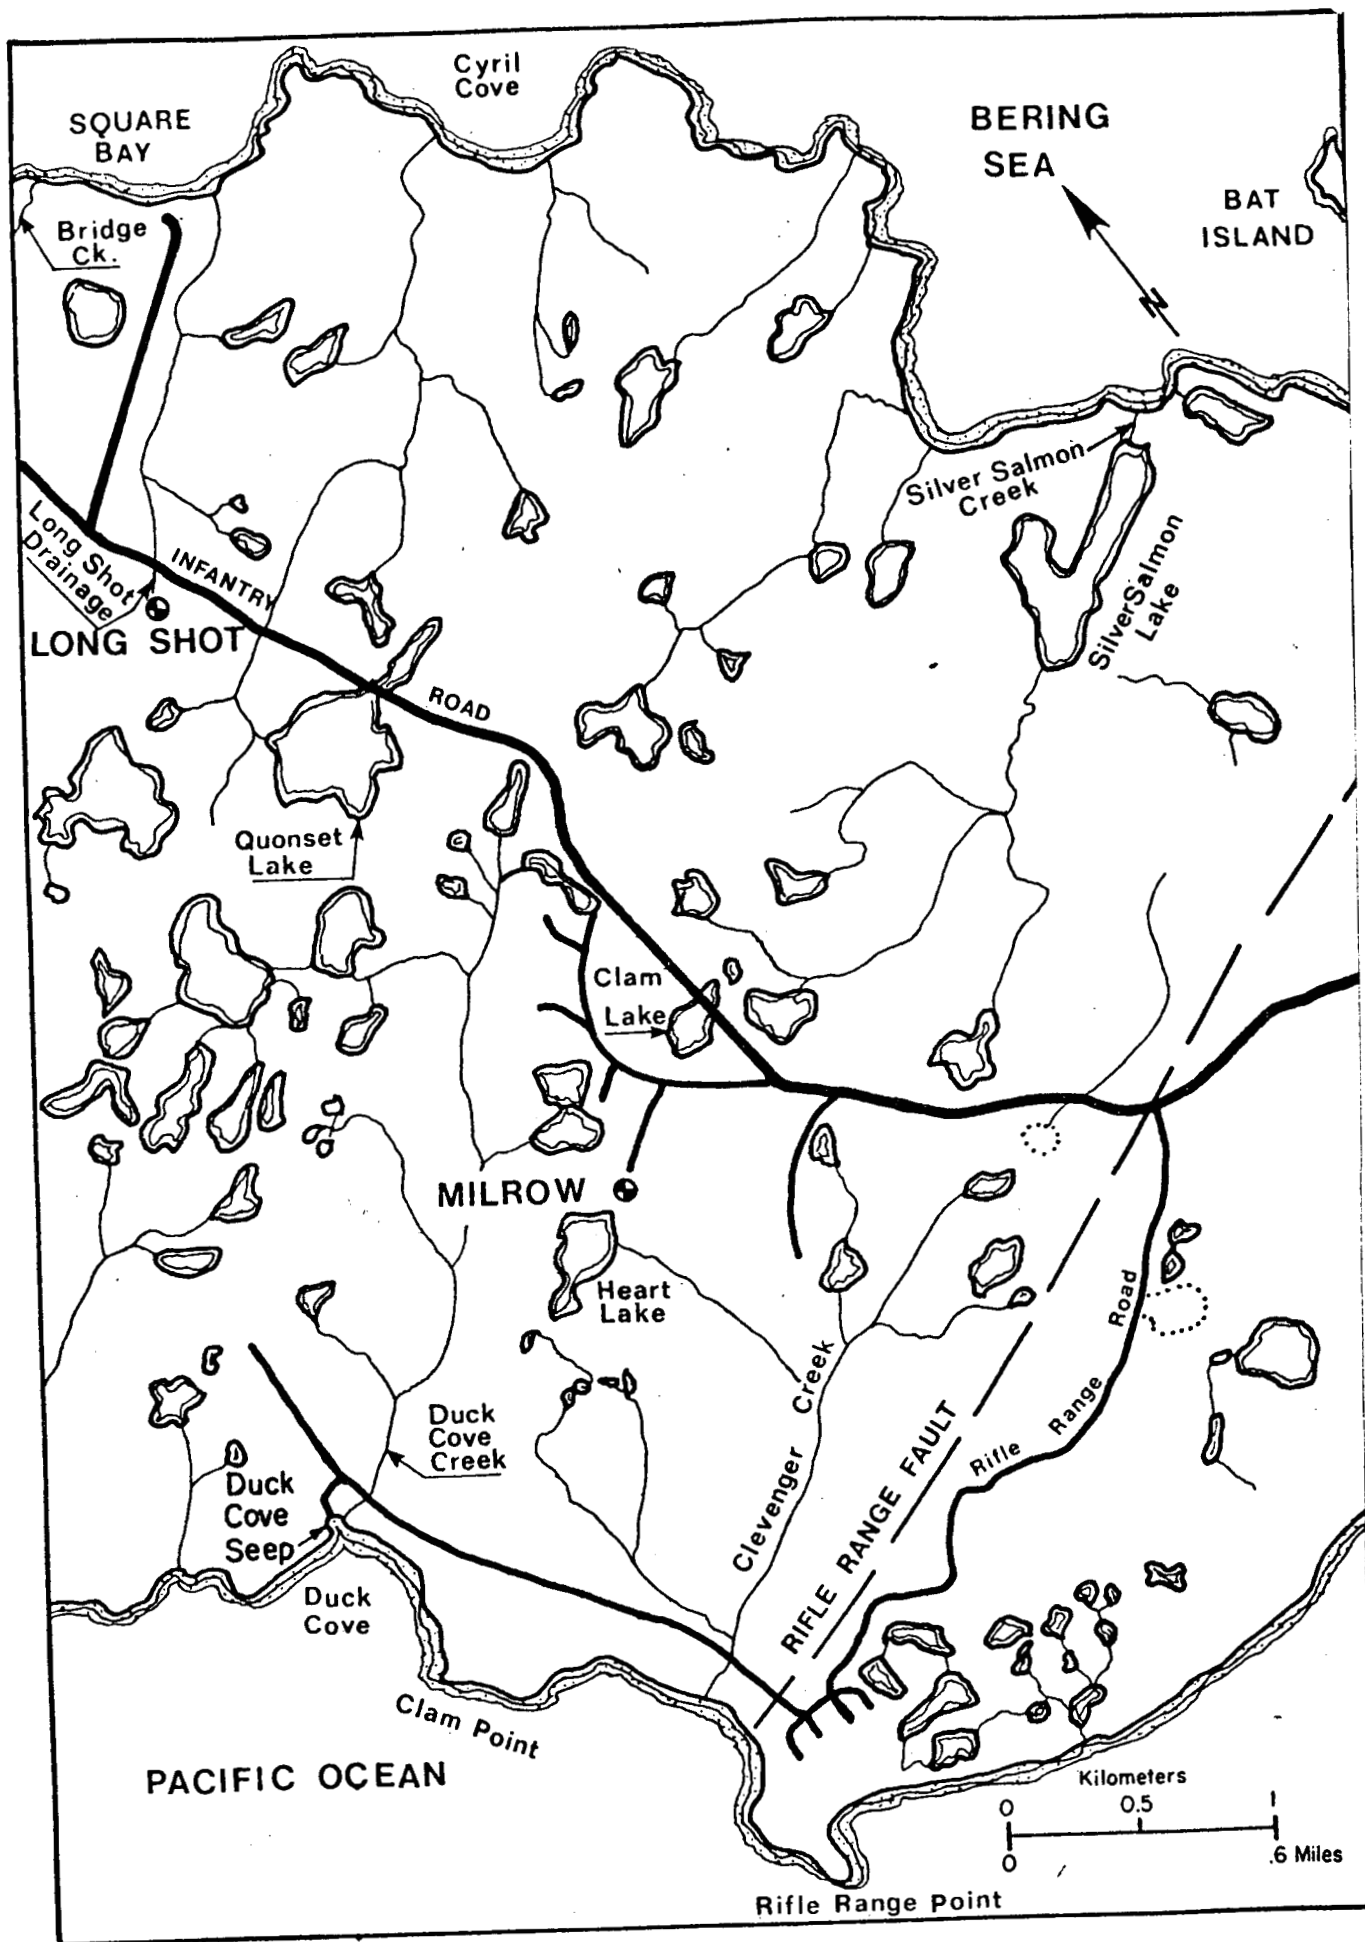 Cyril
Cove
SQUARE
BAY
BERING
SEA
BAT
ISLAND
N
Bridge
Ck.
Silver Salmon
Creek
Long Shot
Drainage
INFANTRY
LONG SHOT
SilverSalmon
Lake
ROAD
Quonset
Lake
Clam
Lake
MILROW
Heart
Lake
Road
Creek
Duck
Cove
Creek
Range
Rifle
Duck
Cove
Seep
Clevenger
RIFLE RANGE FAULT
Duck
Cove
Clam Point
PACIFIC OCEAN
Kilometers
0 0.5 1
0 .6 Miles
Rifle Range Point